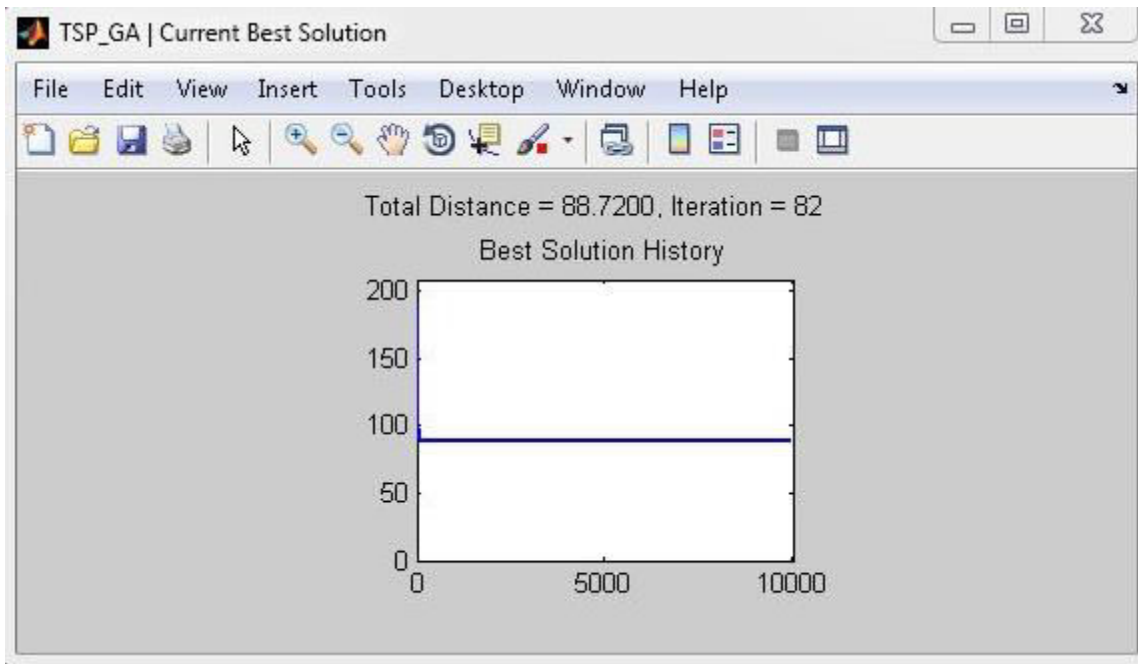 TSP_GA | Current Best Solution
File Edit View Insert Tools Desktop Window Help
Total Distance = 88.7200, Iteration = 82
Best Solution History
200
150
100
50
0
0 5000 10000